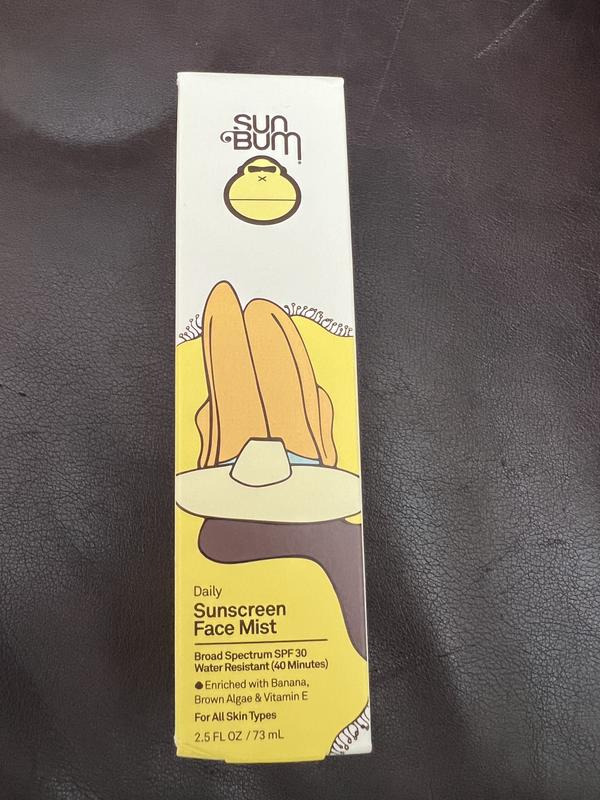 SUN
BUM
Daily
Sunscreen
Face Mist
Broad Spectrum SPF 30
Water Resistant (40 Minutes)
Enriched with Banana,
Brown Algae & Vitamin E
For All Skin Types
2.5 FL OZ / 73 mL